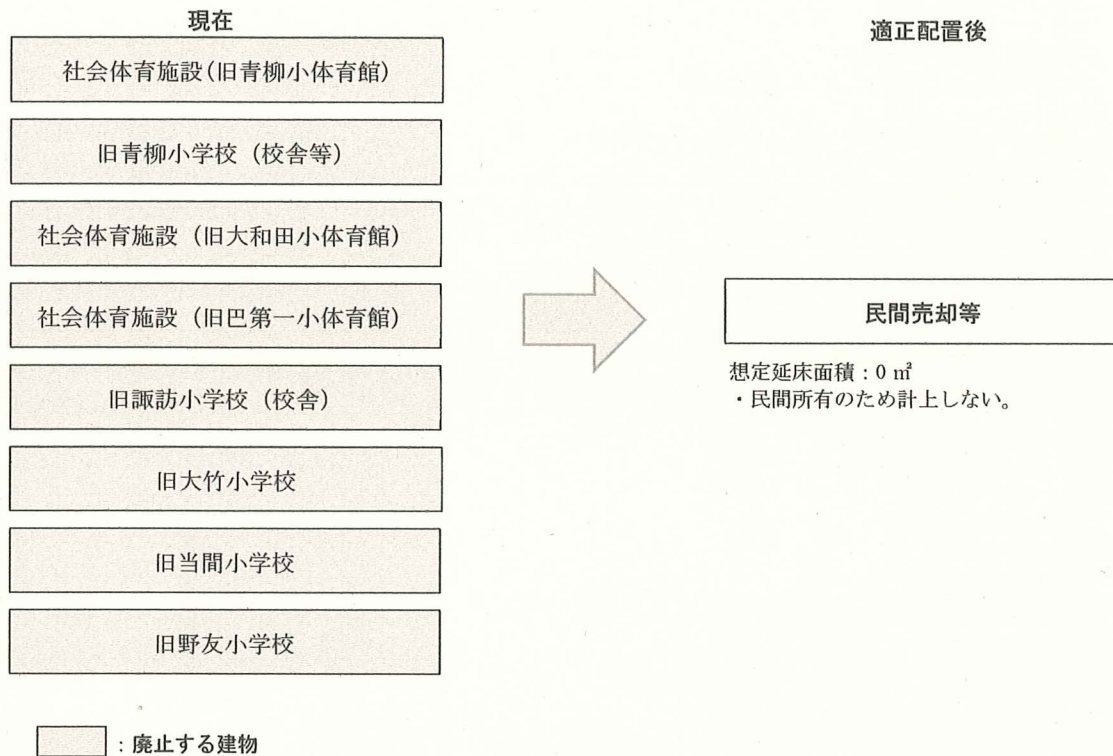 現在
社会体育施設(旧青柳小体育館)
旧青柳小学校（校舎等）
社会体育施設（旧大和田小体育館）
社会体育施設（旧巴第一小体育館）
旧諏訪小学校（校舎）
旧大竹小学校
旧当間小学校
旧野友小学校
：廃止する建物
適正配置後
民間売却等
想定延床面積：0 ㎡
・民間所有のため計上しない。